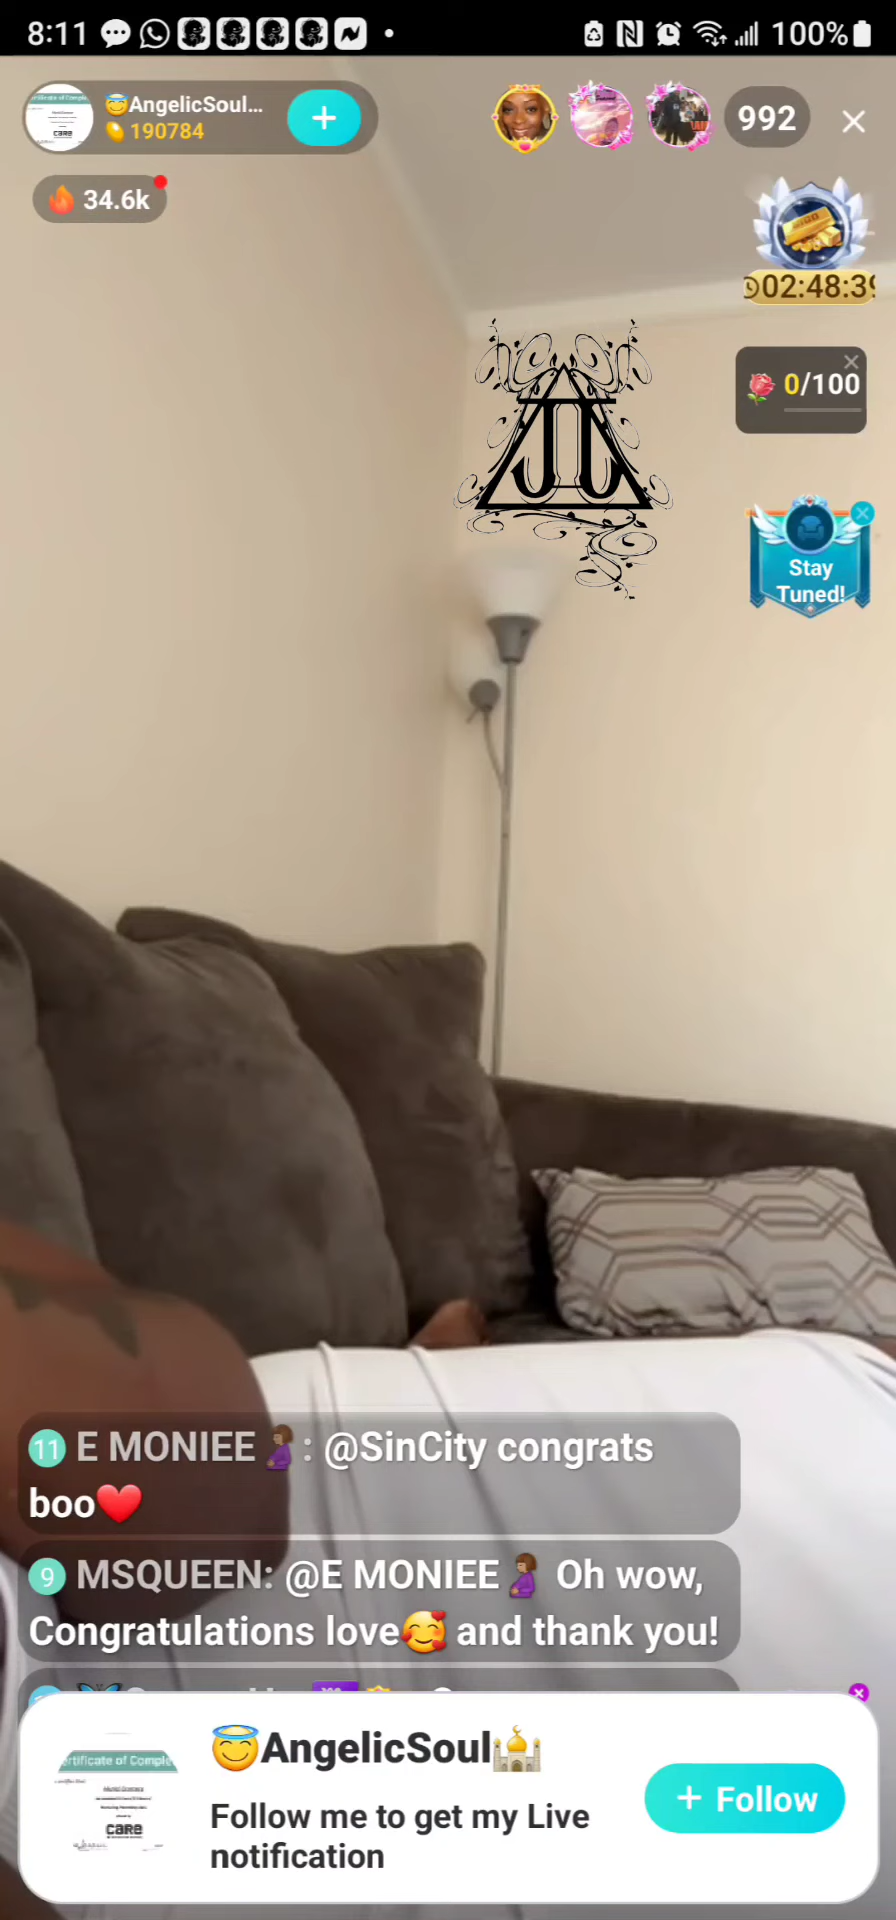 8:11
100%
😇AngelicSoul...
190784
992
34.6k
02:48:39
0/100
Stay
Tuned!
11 E MONIEE🤰🏽: @SinCity congrats
boo❤️
9 MSQUEEN: @E MONIEE🤰🏽 Oh wow,
Congratulations love🥰 and thank you!
😇AngelicSoul🕌
Follow me to get my Live
notification
+ Follow
ertificate of Comple
CARE